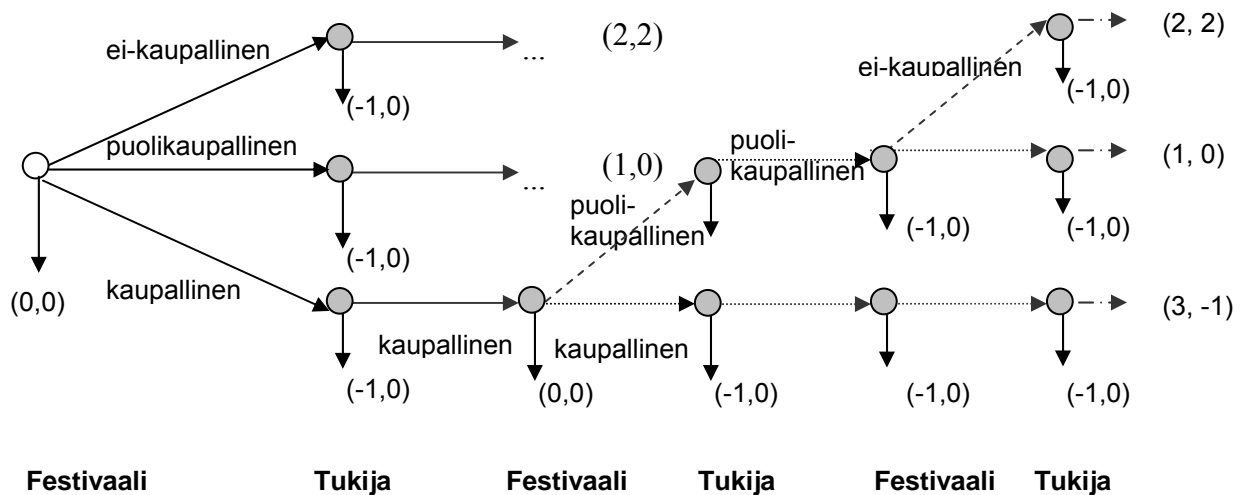 (2,2)
(2, 2)
ei-kaupallinen
...
ei-kaupallinen
(-1,0)
(-1,0)
puolikaupallinen
(1,0)
puoli-
kaupallinen
(1, 0)
...
puoli-
kaupallinen
(-1,0)
(-1,0)
(-1,0)
(0,0)
kaupallinen
(3, -1)
kaupallinen
kaupallinen
(-1,0)
(0,0)
(-1,0)
(-1,0)
(-1,0)
Festivaali Tukija Festivaali Tukija Festivaali Tukija